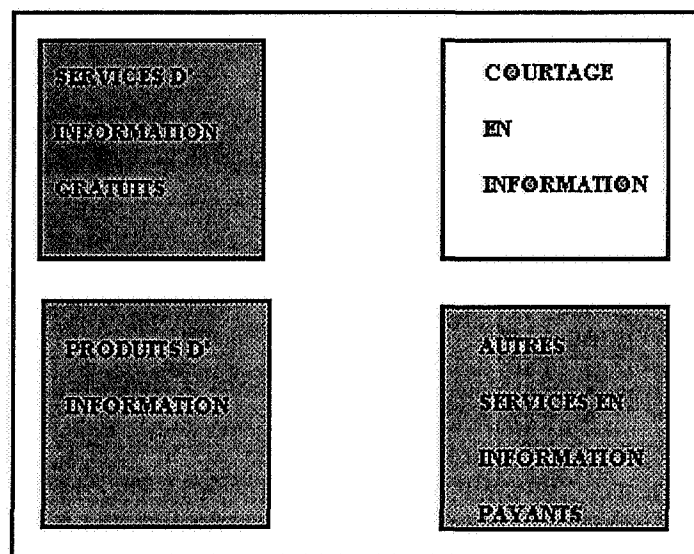 SERVICES D
INFORMATION
GRATUITS
COURTAGE
EN
INFORMATION
PRODUITS D'
INFORMATION
AUTRES
SERVICES EN
INFORMATION
PAYANTS